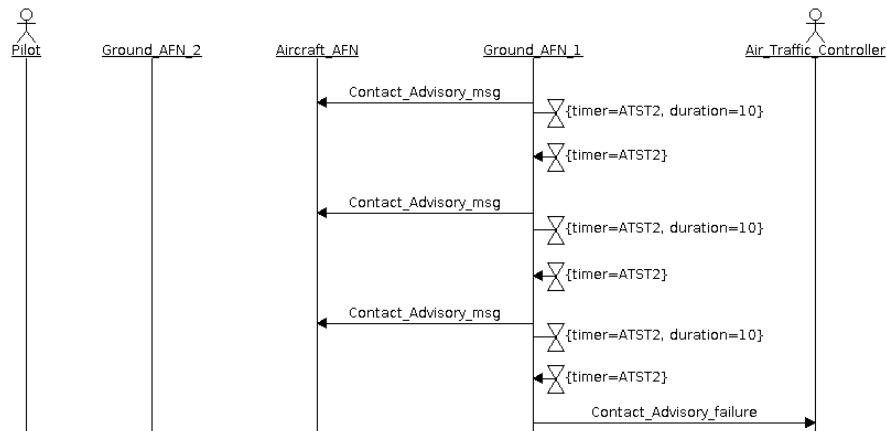 Pilot Ground_AFN_2 Aircraft_AFN Ground_AFN_1 Air_Traffic_Controller
Contact_Advisory_msg
{timer=ATST2, duration=10}
{timer=ATST2}
Contact_Advisory_msg
{timer=ATST2, duration=10}
{timer=ATST2}
Contact_Advisory_msg
{timer=ATST2, duration=10}
{timer=ATST2}
Contact_Advisory_failure